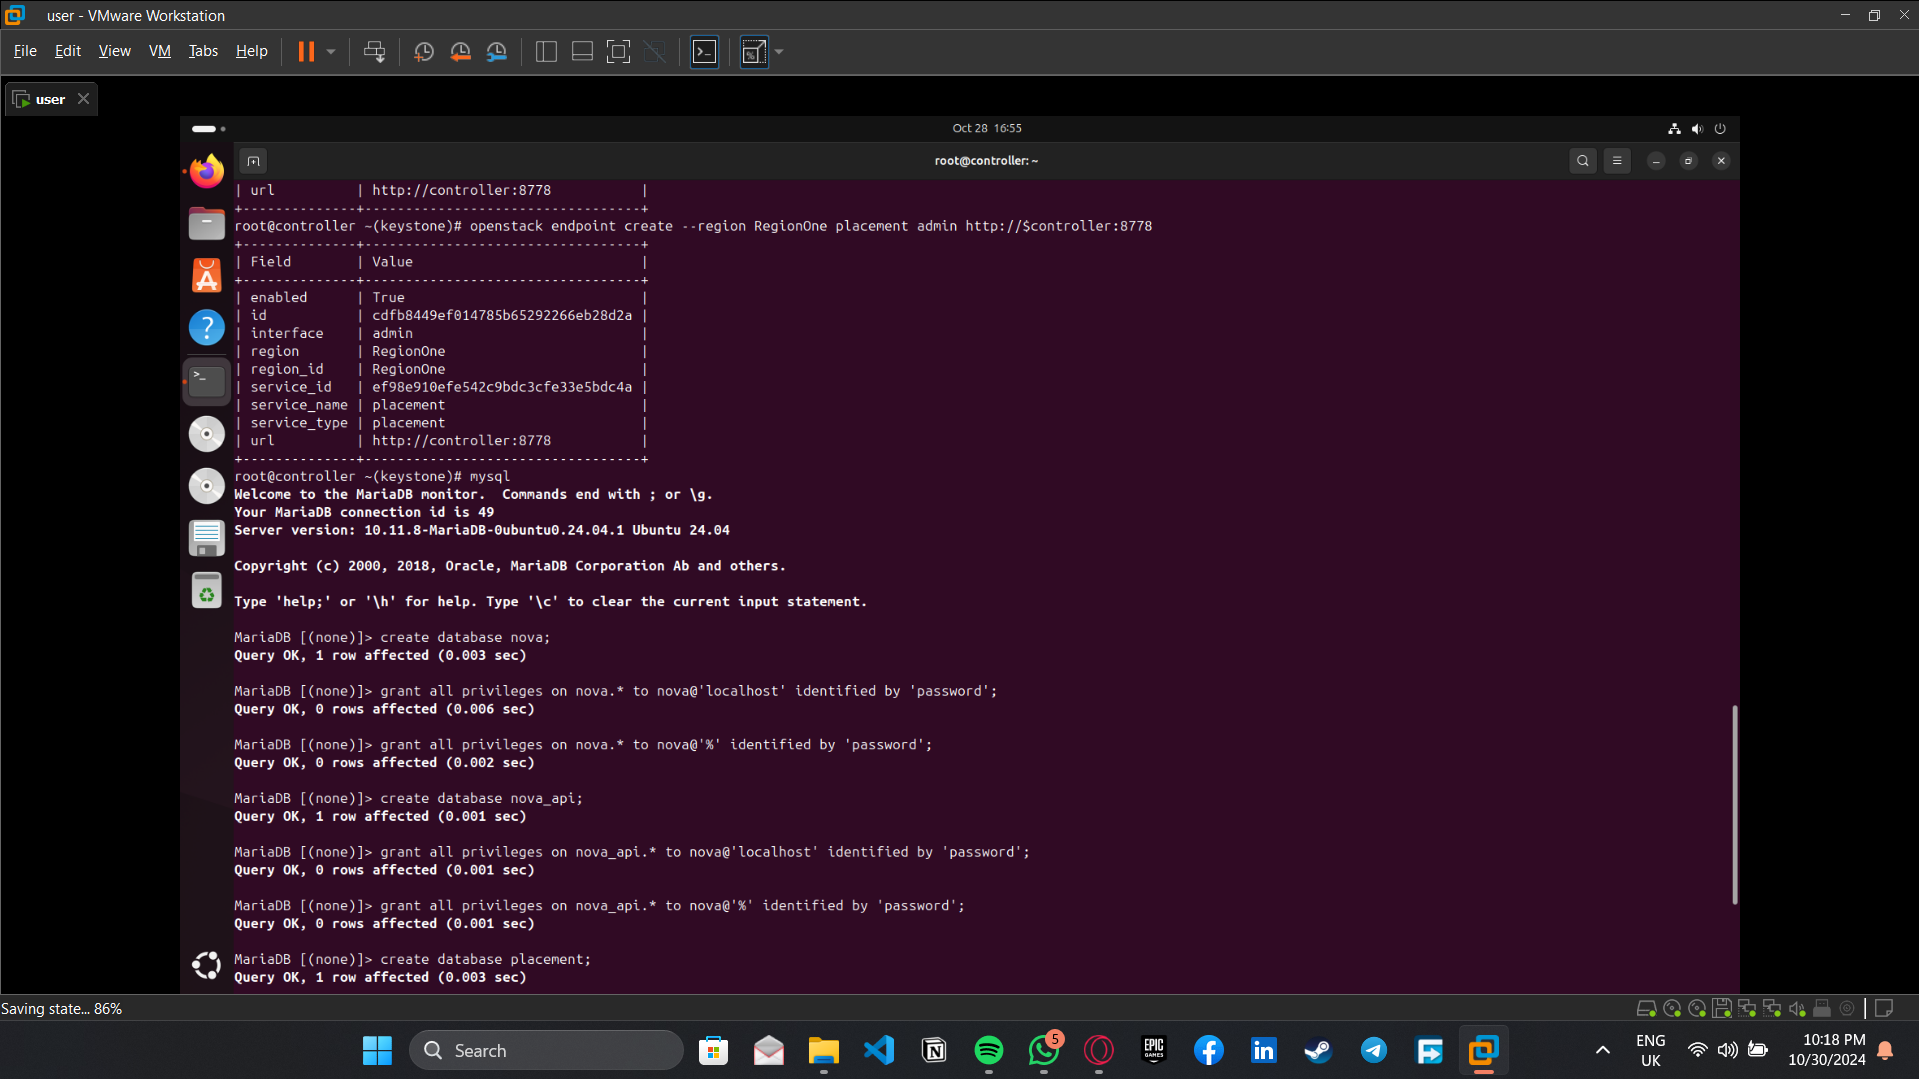 user - VMware Workstation
File Edit View VM Tabs Help
user
Oct 28 16:55
root@controller: ~
| url          | http://controller:8778           |
+--------------+----------------------------------+
root@controller ~(keystone)# openstack endpoint create --region RegionOne placement admin http://$controller:8778
+--------------+----------------------------------+
| Field        | Value                            |
+--------------+----------------------------------+
| enabled      | True                             |
| id           | cdfb8449ef014785b65292266eb28d2a |
| interface    | admin                            |
| region       | RegionOne                        |
| region_id    | RegionOne                        |
| service_id   | ef98e910efe542c9bdc3cfe33e5bdc4a |
| service_name | placement                        |
| service_type | placement                        |
| url          | http://controller:8778           |
+--------------+----------------------------------+
root@controller ~(keystone)# mysql
Welcome to the MariaDB monitor.  Commands end with ; or \g.
Your MariaDB connection id is 49
Server version: 10.11.8-MariaDB-0ubuntu0.24.04.1 Ubuntu 24.04
Copyright (c) 2000, 2018, Oracle, MariaDB Corporation Ab and others.
Type 'help;' or '\h' for help. Type '\c' to clear the current input statement.
MariaDB [(none)]> create database nova;
Query OK, 1 row affected (0.003 sec)
MariaDB [(none)]> grant all privileges on nova.* to nova@'localhost' identified by 'password';
Query OK, 0 rows affected (0.006 sec)
MariaDB [(none)]> grant all privileges on nova.* to nova@'%' identified by 'password';
Query OK, 0 rows affected (0.002 sec)
MariaDB [(none)]> create database nova_api;
Query OK, 1 row affected (0.001 sec)
MariaDB [(none)]> grant all privileges on nova_api.* to nova@'localhost' identified by 'password';
Query OK, 0 rows affected (0.001 sec)
MariaDB [(none)]> grant all privileges on nova_api.* to nova@'%' identified by 'password';
Query OK, 0 rows affected (0.001 sec)
MariaDB [(none)]> create database placement;
Query OK, 1 row affected (0.003 sec)
Saving state... 86%
Search
5
EPIC GAMES
ENG
UK
10:18 PM
10/30/2024